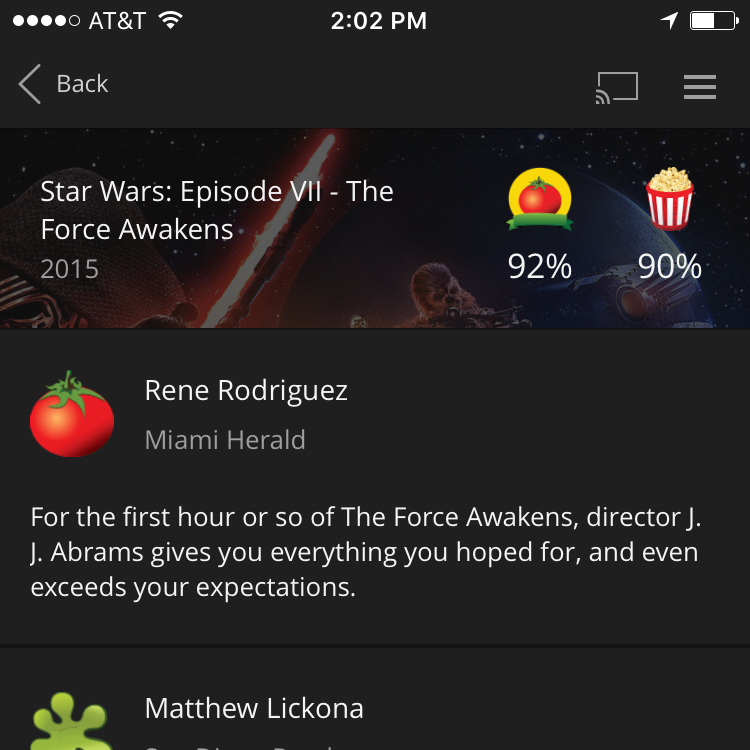 AT&T 2:02 PM
Back
Star Wars: Episode VII - The
Force Awakens
2015
92% 90%
Rene Rodriguez
Miami Herald
For the first hour or so of The Force Awakens, director J.
J. Abrams gives you everything you hoped for, and even
exceeds your expectations.
Matthew Lickona